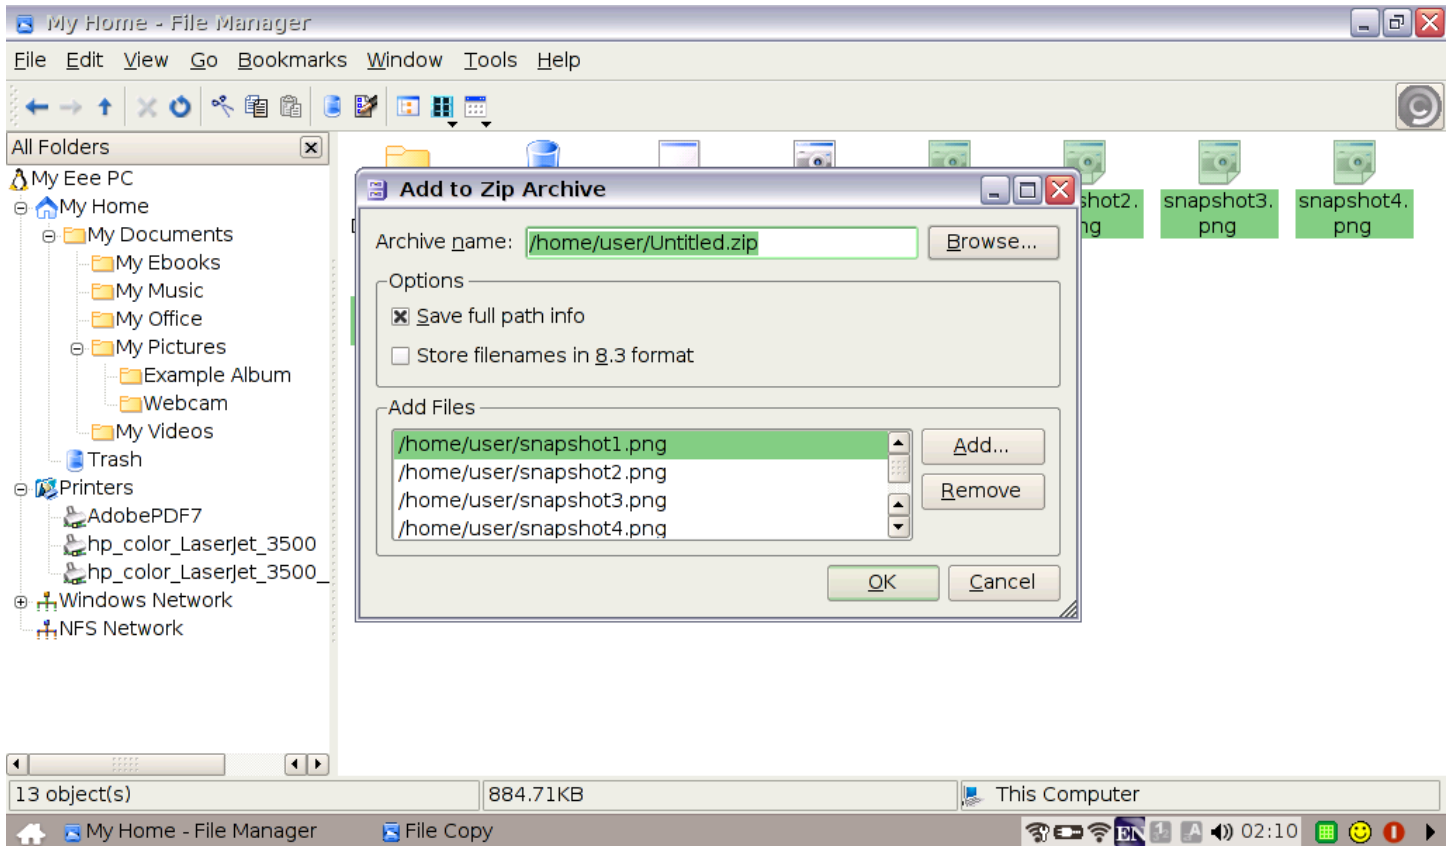 My Home - File Manager
File Edit View Go Bookmarks Window Tools Help
All Folders
My Eee PC
My Home
My Documents
My Ebooks
My Music
My Office
My Pictures
Example Album
Webcam
My Videos
Trash
Printers
AdobePDF7
hp_color_LaserJet_3500
hp_color_LaserJet_3500_
Windows Network
NFS Network
snapshot3.
png
snapshot4.
png
Add to Zip Archive
Archive name: /home/user/Untitled.zip Browse...
Options
Save full path info
Store filenames in 8.3 format
Add Files
/home/user/snapshot1.png
/home/user/snapshot2.png
/home/user/snapshot3.png
/home/user/snapshot4.png
Add...
Remove
OK Cancel
13 object(s) 884.71KB This Computer
My Home - File Manager File Copy EN 02:10